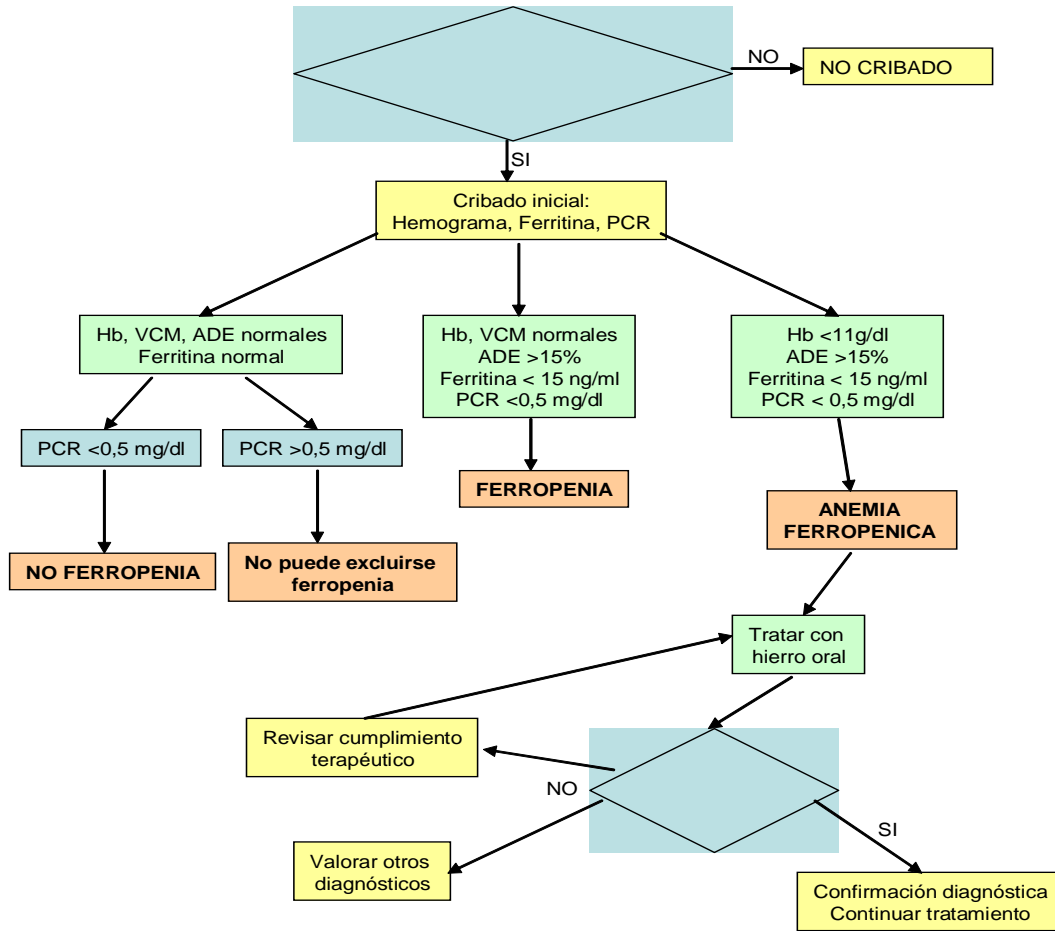 NO
NO CRIBADO
SI
Cribado inicial:
Hemograma, Ferritina, PCR
Hb, VCM, ADE normales
Ferritina normal
Hb, VCM normales
ADE >15%
Ferritina < 15 ng/ml
PCR <0,5 mg/dl
Hb <11g/dl
ADE >15%
Ferritina < 15 ng/ml
PCR < 0,5 mg/dl
PCR <0,5 mg/dl
PCR >0,5 mg/dl
FERROPENIA
ANEMIA
FERROPENICA
NO FERROPENIA
No puede excluirse
ferropenia
Tratar con
hierro oral
Revisar cumplimiento
terapéutico
NO
SI
Valorar otros
diagnósticos
Confirmación diagnóstica
Continuar tratamiento